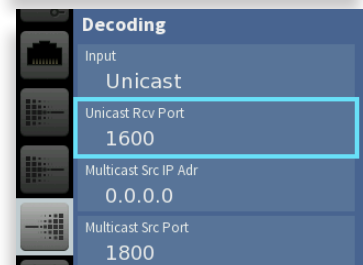 Decoding
Input
Unicast
Unicast Rcv Port
1600
Multicast Src IP Adr
0.0.0.0
Multicast Src Port
1800